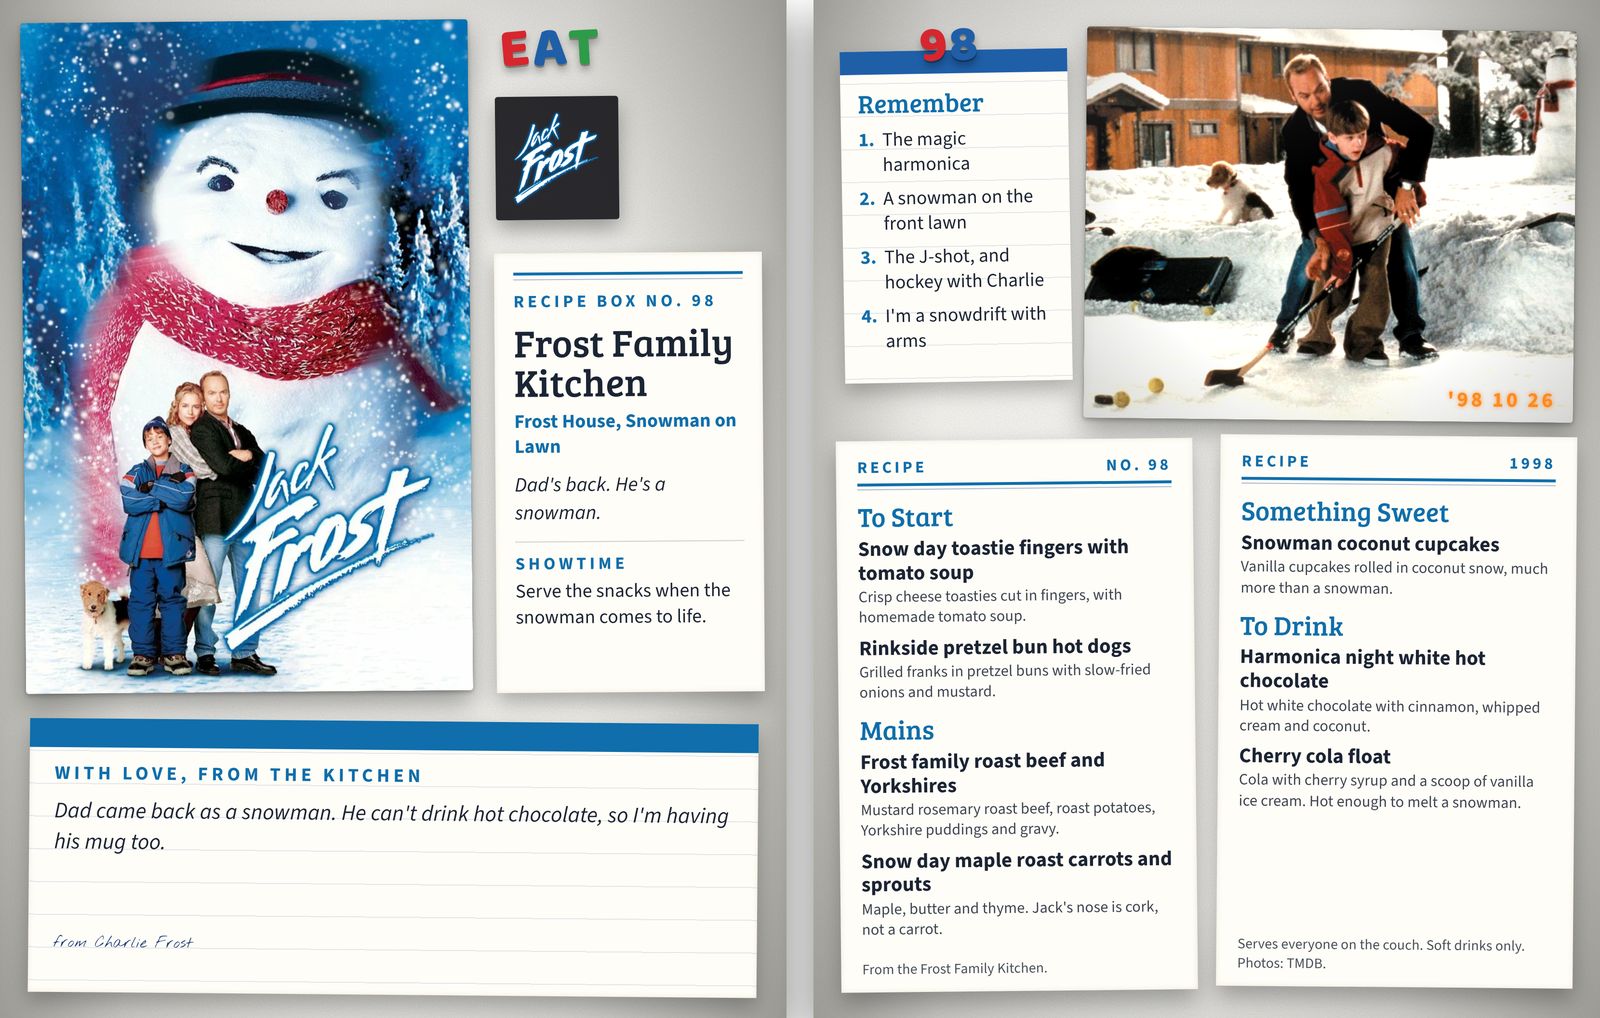 EAT
Jack
Frost
Jack
Frost
RECIPE BOX NO. 98
Frost Family
Kitchen
Frost House, Snowman on
Lawn
Dad's back. He's a
snowman.
SHOWTIME
Serve the snacks when the
snowman comes to life.
WITH LOVE, FROM THE KITCHEN
Dad came back as a snowman. He can't drink hot chocolate, so I'm having
his mug too.
from Charlie Frost
98
Remember
1. The magic
harmonica
2. A snowman on the
front lawn
3. The J-shot, and
hockey with Charlie
4. I'm a snowdrift with
arms
'98 10 26
RECIPE NO. 98
To Start
Snow day toastie fingers with
tomato soup
Crisp cheese toasties cut in fingers, with
homemade tomato soup.
Rinkside pretzel bun hot dogs
Grilled franks in pretzel buns with slow-fried
onions and mustard.
Mains
Frost family roast beef and
Yorkshires
Mustard rosemary roast beef, roast potatoes,
Yorkshire puddings and gravy.
Snow day maple roast carrots and
sprouts
Maple, butter and thyme. Jack's nose is cork,
not a carrot.
From the Frost Family Kitchen.
RECIPE 1998
Something Sweet
Snowman coconut cupcakes
Vanilla cupcakes rolled in coconut snow, much
more than a snowman.
To Drink
Harmonica night white hot
chocolate
Hot white chocolate with cinnamon, whipped
cream and coconut.
Cherry cola float
Cola with cherry syrup and a scoop of vanilla
ice cream. Hot enough to melt a snowman.
Serves everyone on the couch. Soft drinks only.
Photos: TMDB.